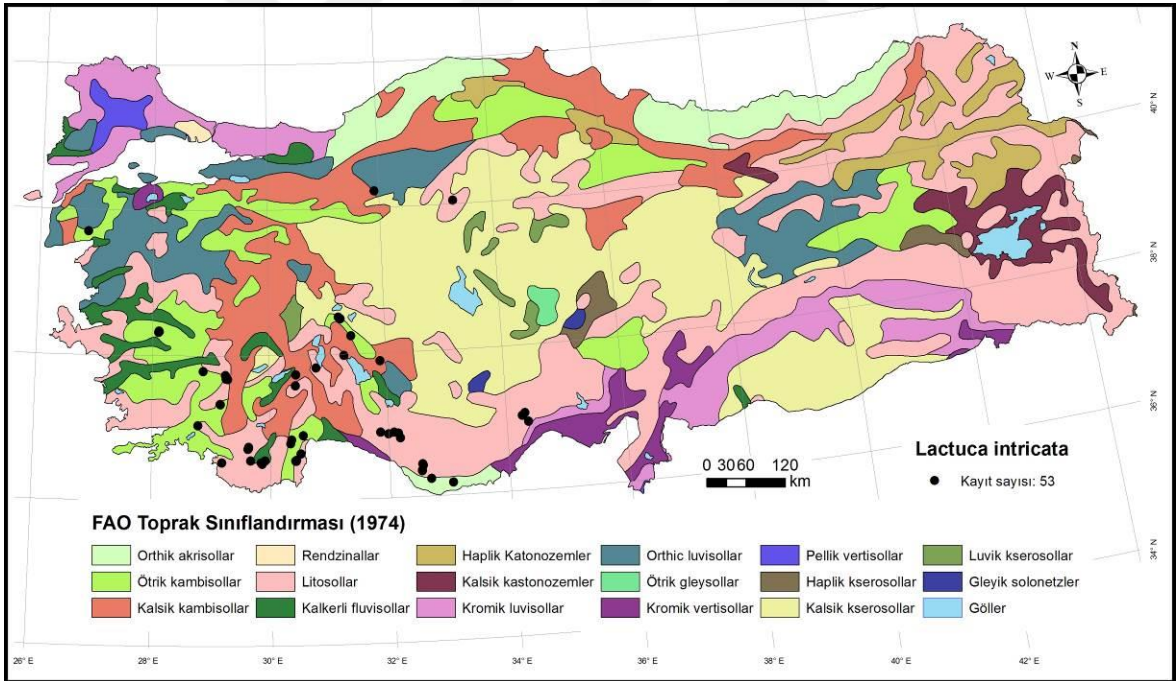 N
W E
S
40° N
38° N
36° N
34° N
0 30 60 120
km
Lactuca intricata
Kayıt sayısı: 53
FAO Toprak Sınıflandırması (1974)
Orthik akrisollar
Rendzinallar
Haplik Katonozemler
Orthic luvisollar
Pellik vertisollar
Luvik kserosollar
Ötrik kambisollar
Litosollar
Kalsik kastonozemler
Ötrik gleysollar
Haplik kserosollar
Gleyik solonetzler
Kalsik kambisollar
Kalkerli fluvisollar
Kromik luvisollar
Kromik vertisollar
Kalsik kserosollar
Göller
26° E 28° E 30° E 32° E 34° E 36° E 38° E 40° E 42° E